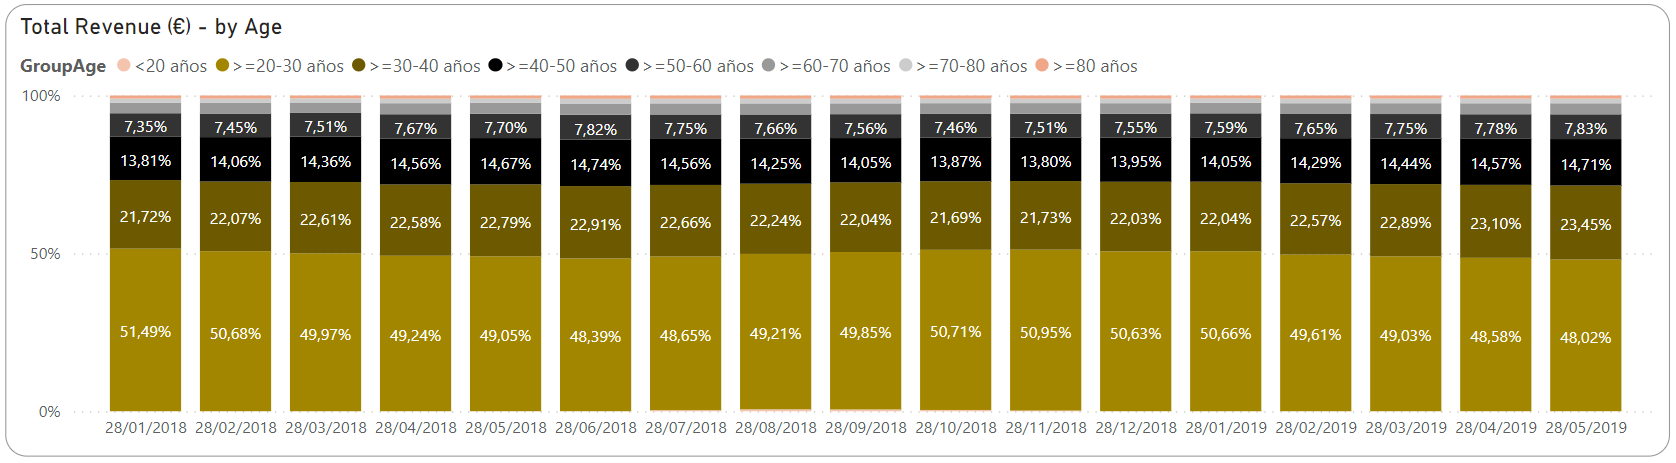 Total Revenue (€) - by Age
GroupAge <20 años >=20-30 años >=30-40 años >=40-50 años >=50-60 años >=60-70 años >=70-80 años >=80 años
100%
7,35% 7,45% 7,51% 7,67% 7,70% 7,82% 7,75% 7,66% 7,56% 7,46% 7,51% 7,55% 7,59% 7,65% 7,75% 7,78% 7,83%
13,81% 14,06% 14,36% 14,56% 14,67% 14,74% 14,56% 14,25% 14,05% 13,87% 13,80% 13,95% 14,05% 14,29% 14,44% 14,57% 14,71%
21,72% 22,07% 22,61% 22,58% 22,79% 22,91% 22,66% 22,24% 22,04% 21,69% 21,73% 22,03% 22,04% 22,57% 22,89% 23,10% 23,45%
50%
51,49% 50,68% 49,97% 49,24% 49,05% 48,39% 48,65% 49,21% 49,85% 50,71% 50,95% 50,63% 50,66% 49,61% 49,03% 48,58% 48,02%
0%
28/01/2018 28/02/2018 28/03/2018 28/04/2018 28/05/2018 28/06/2018 28/07/2018 28/08/2018 28/09/2018 28/10/2018 28/11/2018 28/12/2018 28/01/2019 28/02/2019 28/03/2019 28/04/2019 28/05/2019